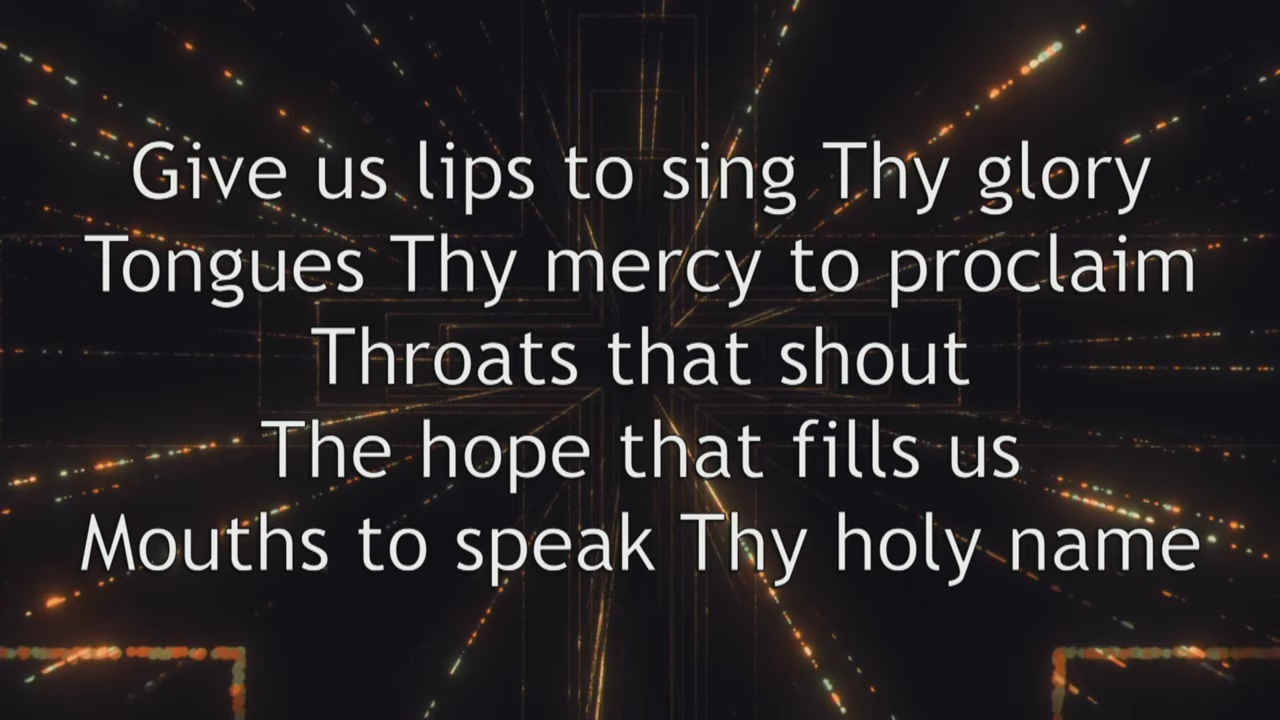 Give us lips to sing Thy glory
Tongues Thy mercy to proclaim
Throats that shout
The hope that fills us
Mouths to speak Thy holy name